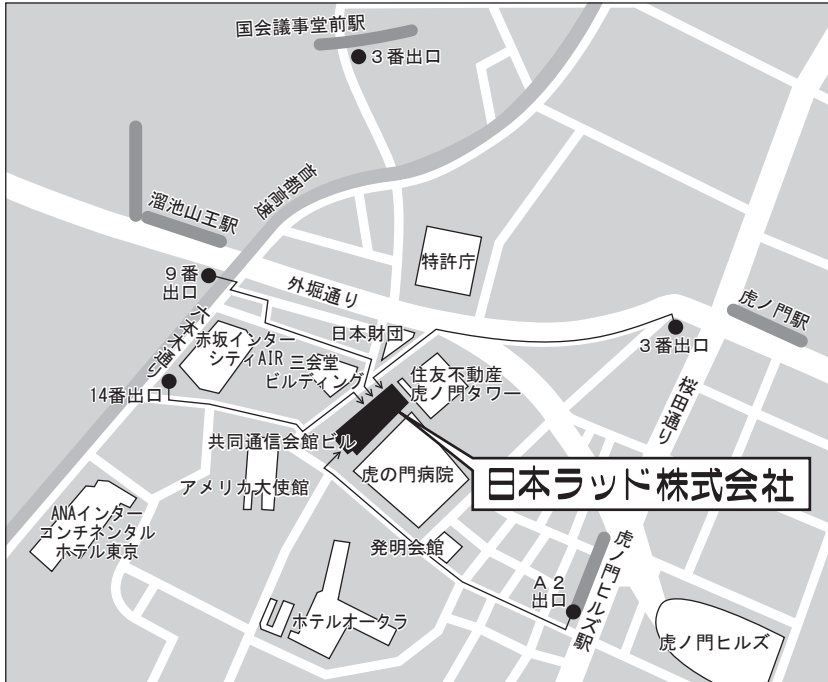 国会議事堂前駅
３番出口
首都高速
溜池山王駅
特許庁
９番
出口
外堀通り
虎ノ門駅
六本木通り
赤坂インター
シティAIR
日本財団
３番出口
三会堂
ビルディング
住友不動産
虎ノ門タワー
14番出口
桜田通り
共同通信会館ビル
虎の門病院
日本ラッド株式会社
アメリカ大使館
ANAインター
コンチネンタル
ホテル東京
発明会館
虎ノ門ヒルズ駅
Ａ２
出口
ホテルオークラ
虎ノ門ヒルズ